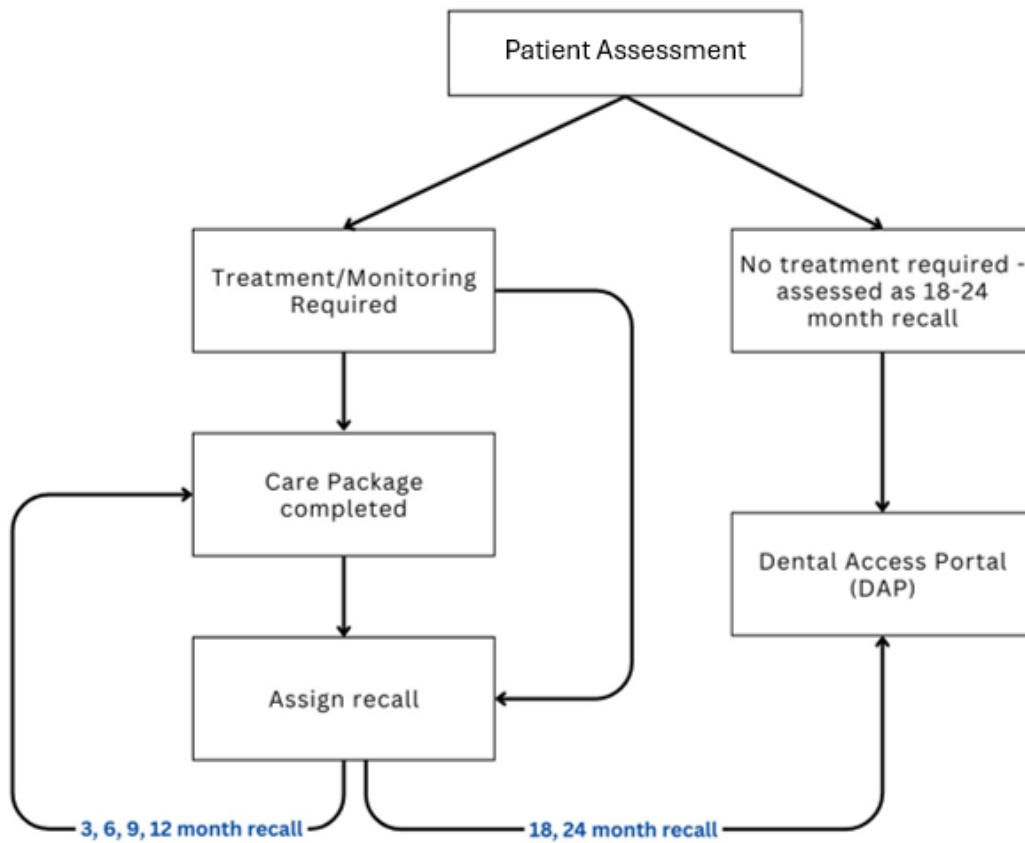 Patient Assessment
Treatment/Monitoring
Required
No treatment required -
assessed as 18-24
month recall
Care Package
completed
Dental Access Portal
(DAP)
Assign recall
3, 6, 9, 12 month recall
18, 24 month recall